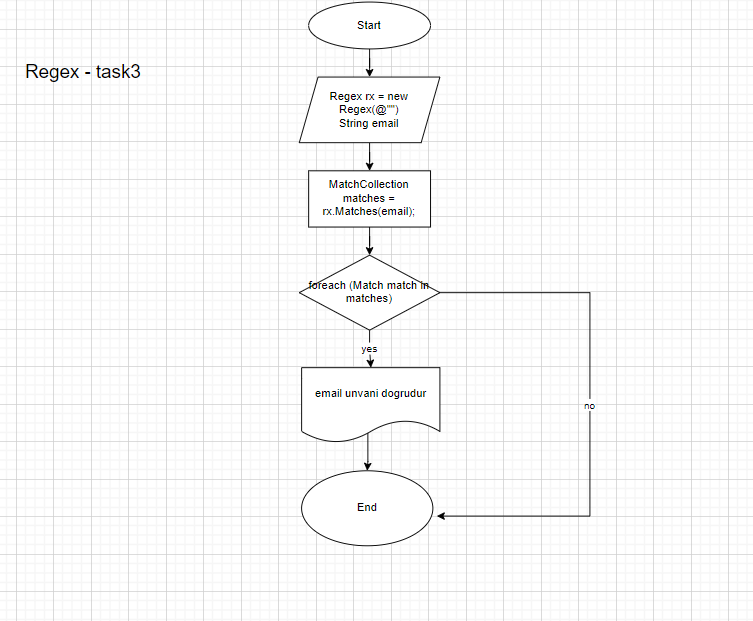 Start
Regex - task3
Regex rx = new
Regex(@"")
String email
MatchCollection
matches =
rx.Matches(email);
foreach (Match match in
matches)
yes
email unvani dogrudur
no
End